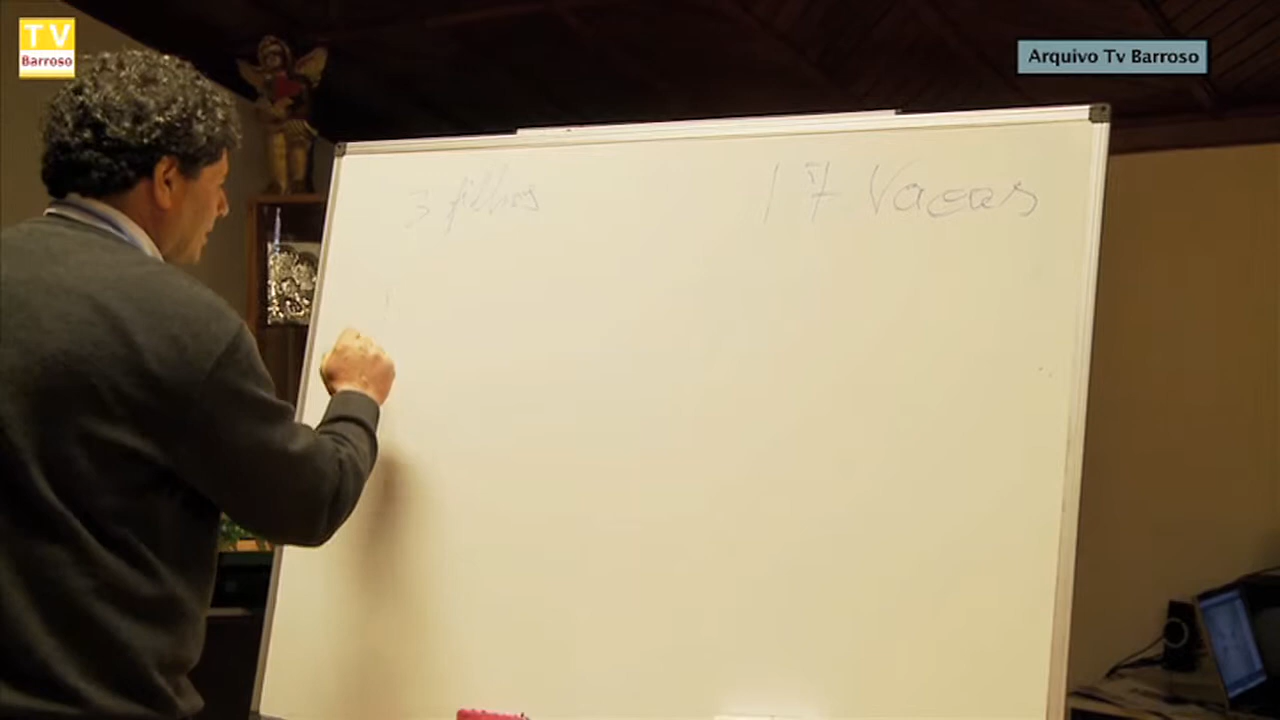 TV
Barroso
Arquivo Tv Barroso
3 filhos
17 Vacas